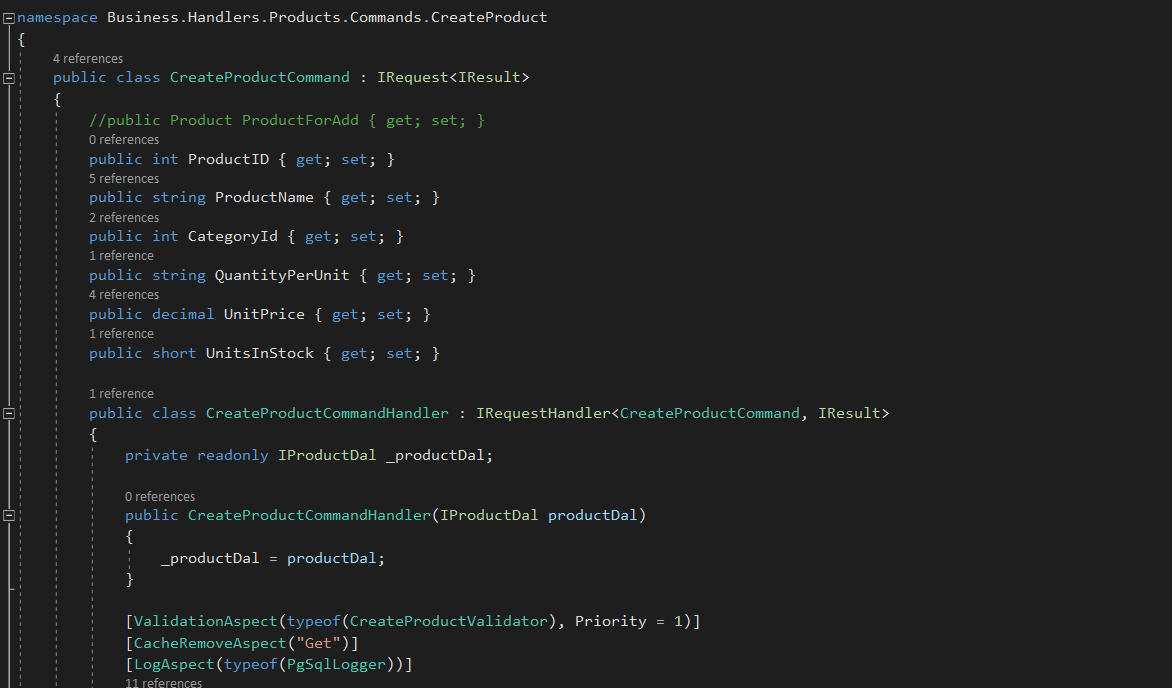 namespace Business.Handlers.Products.Commands.CreateProduct
{
4 references
public class CreateProductCommand : IRequest<IResult>
{
//public Product ProductForAdd { get; set; }
0 references
public int ProductID { get; set; }
5 references
public string ProductName { get; set; }
2 references
public int CategoryId { get; set; }
1 reference
public string QuantityPerUnit { get; set; }
4 references
public decimal UnitPrice { get; set; }
1 reference
public short UnitsInStock { get; set; }
1 reference
public class CreateProductCommandHandler : IRequestHandler<CreateProductCommand, IResult>
{
private readonly IProductDal _productDal;
0 references
public CreateProductCommandHandler(IProductDal productDal)
{
_productDal = productDal;
}
[ValidationAspect(typeof(CreateProductValidator), Priority = 1)]
[CacheRemoveAspect("Get")]
[LogAspect(typeof(PgSqlLogger))]
11 references